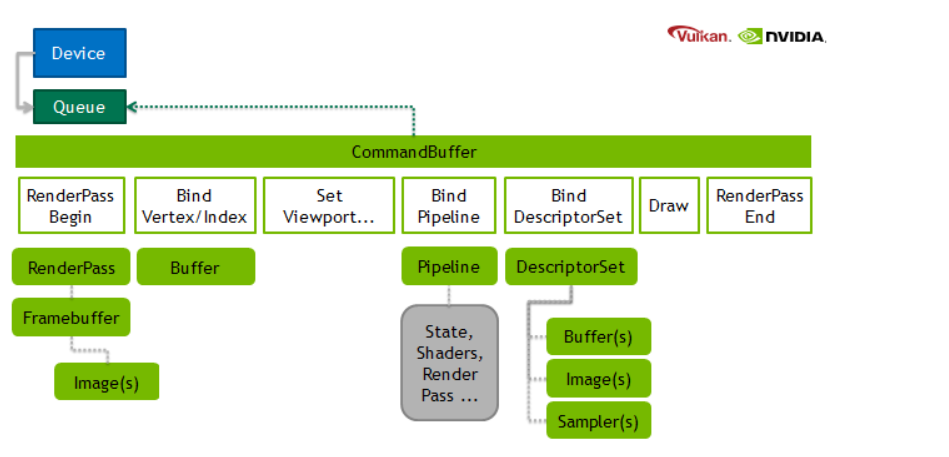 Vulkan. NVIDIA.
Device
Queue
CommandBuffer
RenderPass
Begin
Bind
Vertex/Index
Set
Viewport...
Bind
Pipeline
Bind
DescriptorSet
Draw
RenderPass
End
RenderPass
Buffer
Pipeline
DescriptorSet
Framebuffer
Image(s)
State,
Shaders,
Render
Pass ...
Buffer(s)
Image(s)
Sampler(s)